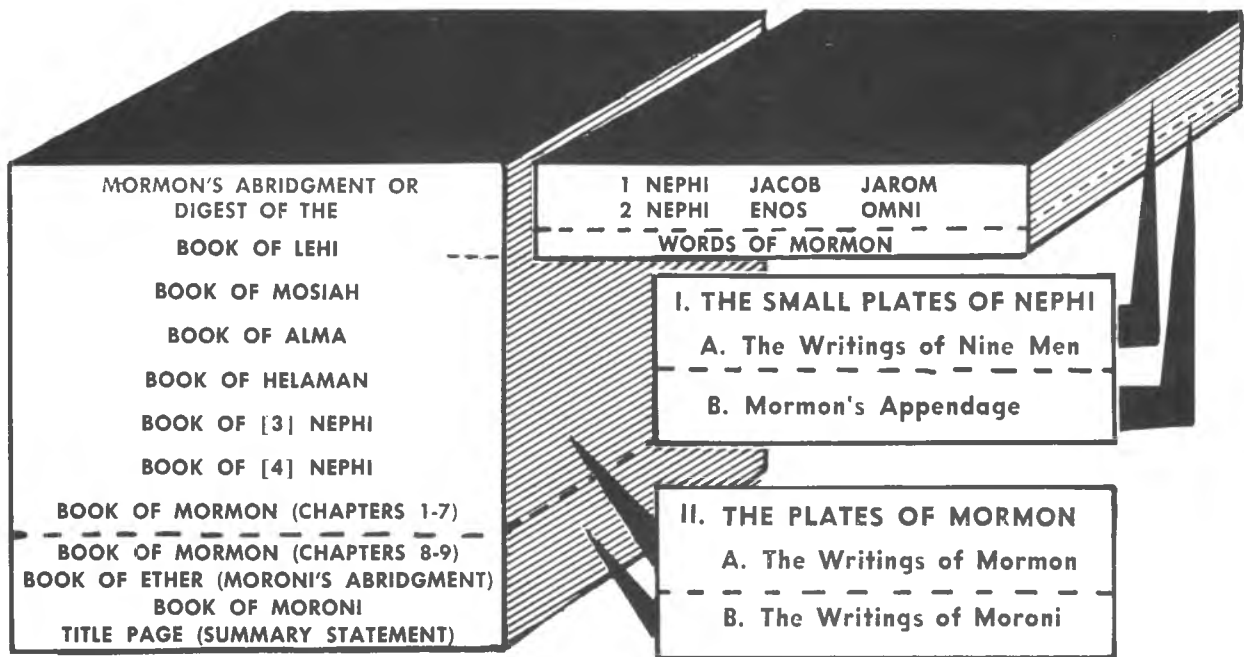 MORMON'S ABRIDGMENT OR
DIGEST OF THE
BOOK OF LEHI
BOOK OF MOSIAH
BOOK OF ALMA
BOOK OF HELAMAN
BOOK OF [3] NEPHI
BOOK OF [4] NEPHI
BOOK OF MORMON (CHAPTERS 1-7)
BOOK OF MORMON (CHAPTERS 8-9)
BOOK OF ETHER (MORONI'S ABRIDGMENT)
BOOK OF MORONI
TITLE PAGE (SUMMARY STATEMENT)
1 NEPHI JACOB JAROM
2 NEPHI ENOS OMNI
WORDS OF MORMON
I. THE SMALL PLATES OF NEPHI
A. The Writings of Nine Men
B. Mormon's Appendage
II. THE PLATES OF MORMON
A. The Writings of Mormon
B. The Writings of Moroni